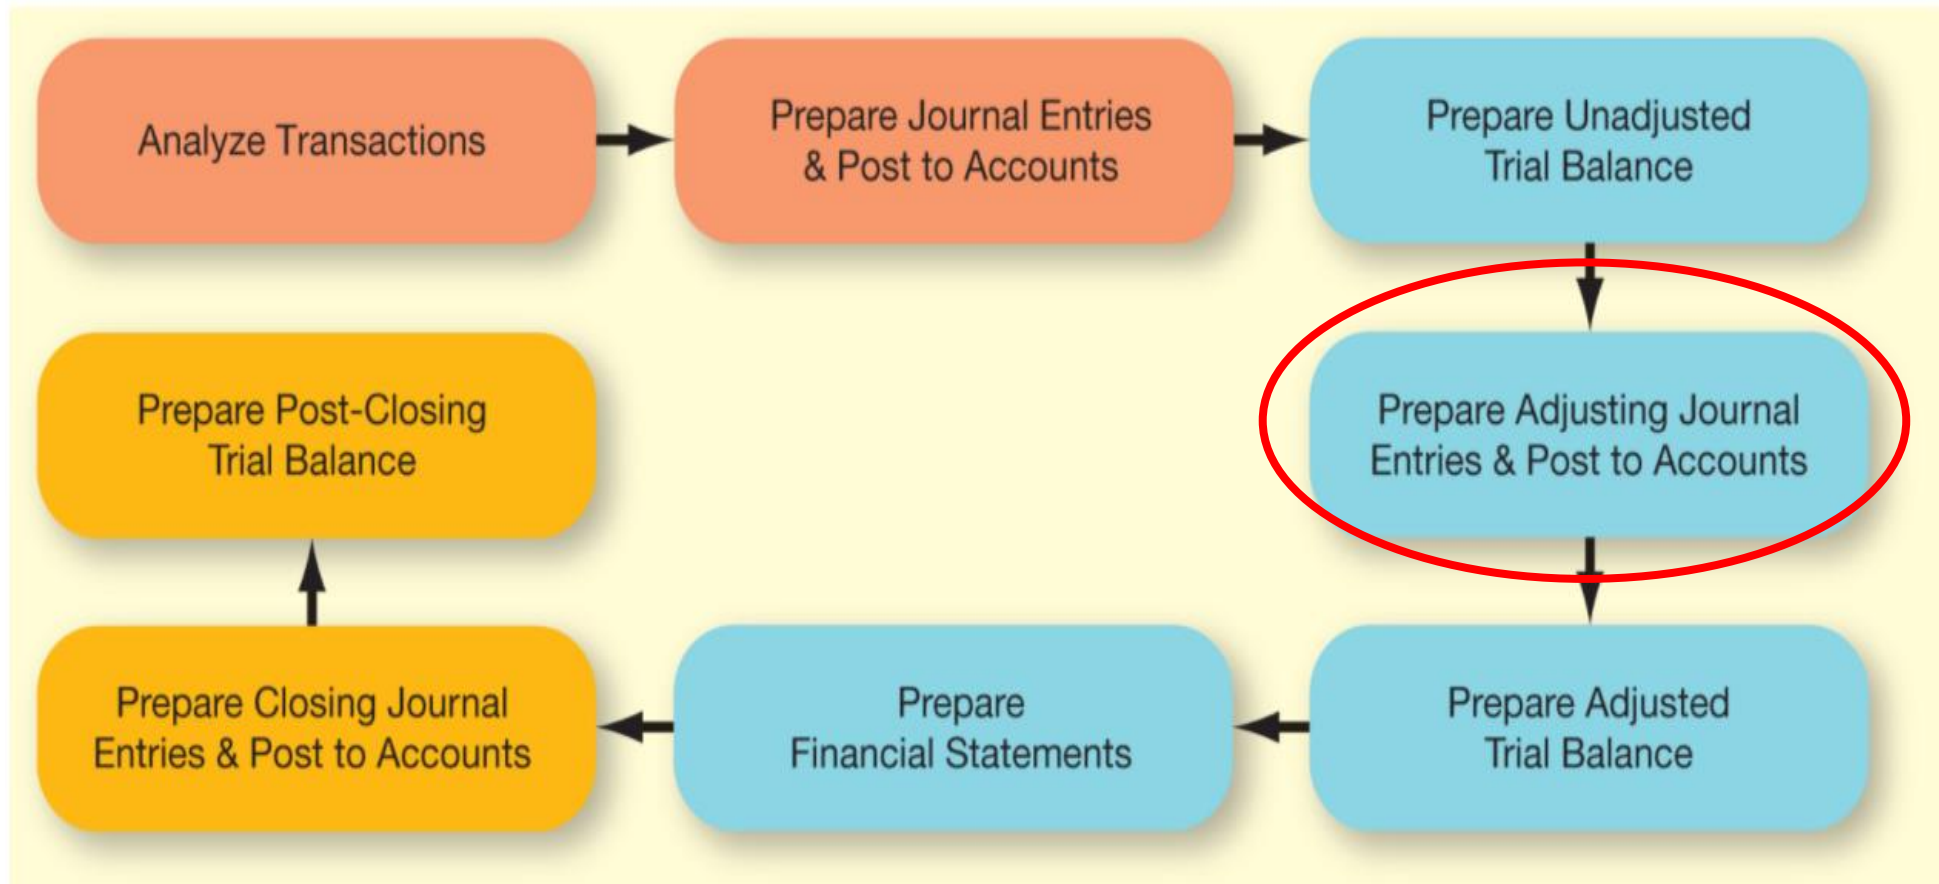 Analyze Transactions
Prepare Journal Entries
& Post to Accounts
Prepare Unadjusted
Trial Balance
Prepare Adjusting Journal
Entries & Post to Accounts
Prepare Adjusted
Trial Balance
Prepare
Financial Statements
Prepare Closing Journal
Entries & Post to Accounts
Prepare Post-Closing
Trial Balance